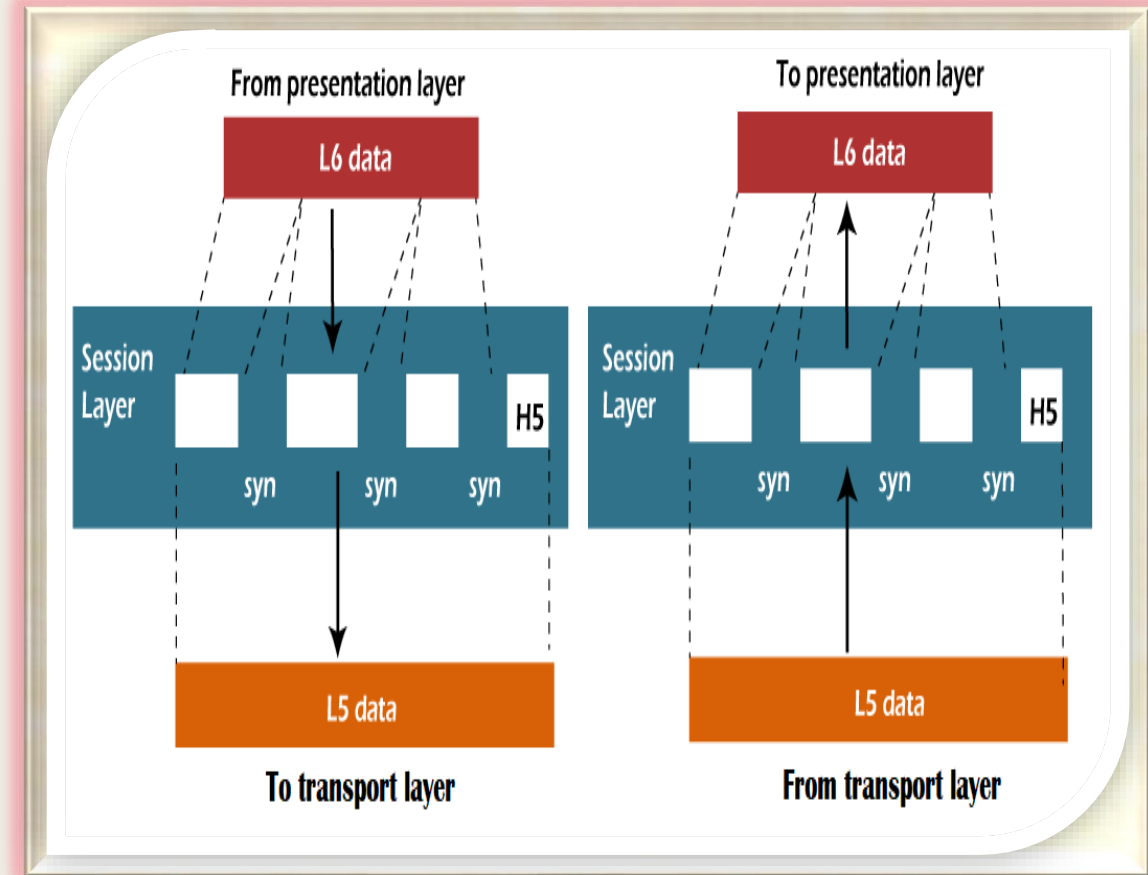 From presentation layer
L6 data
Session
Layer
H5
syn syn syn
L5 data
To transport layer
To presentation layer
L6 data
Session
Layer
H5
syn syn syn
L5 data
From transport layer